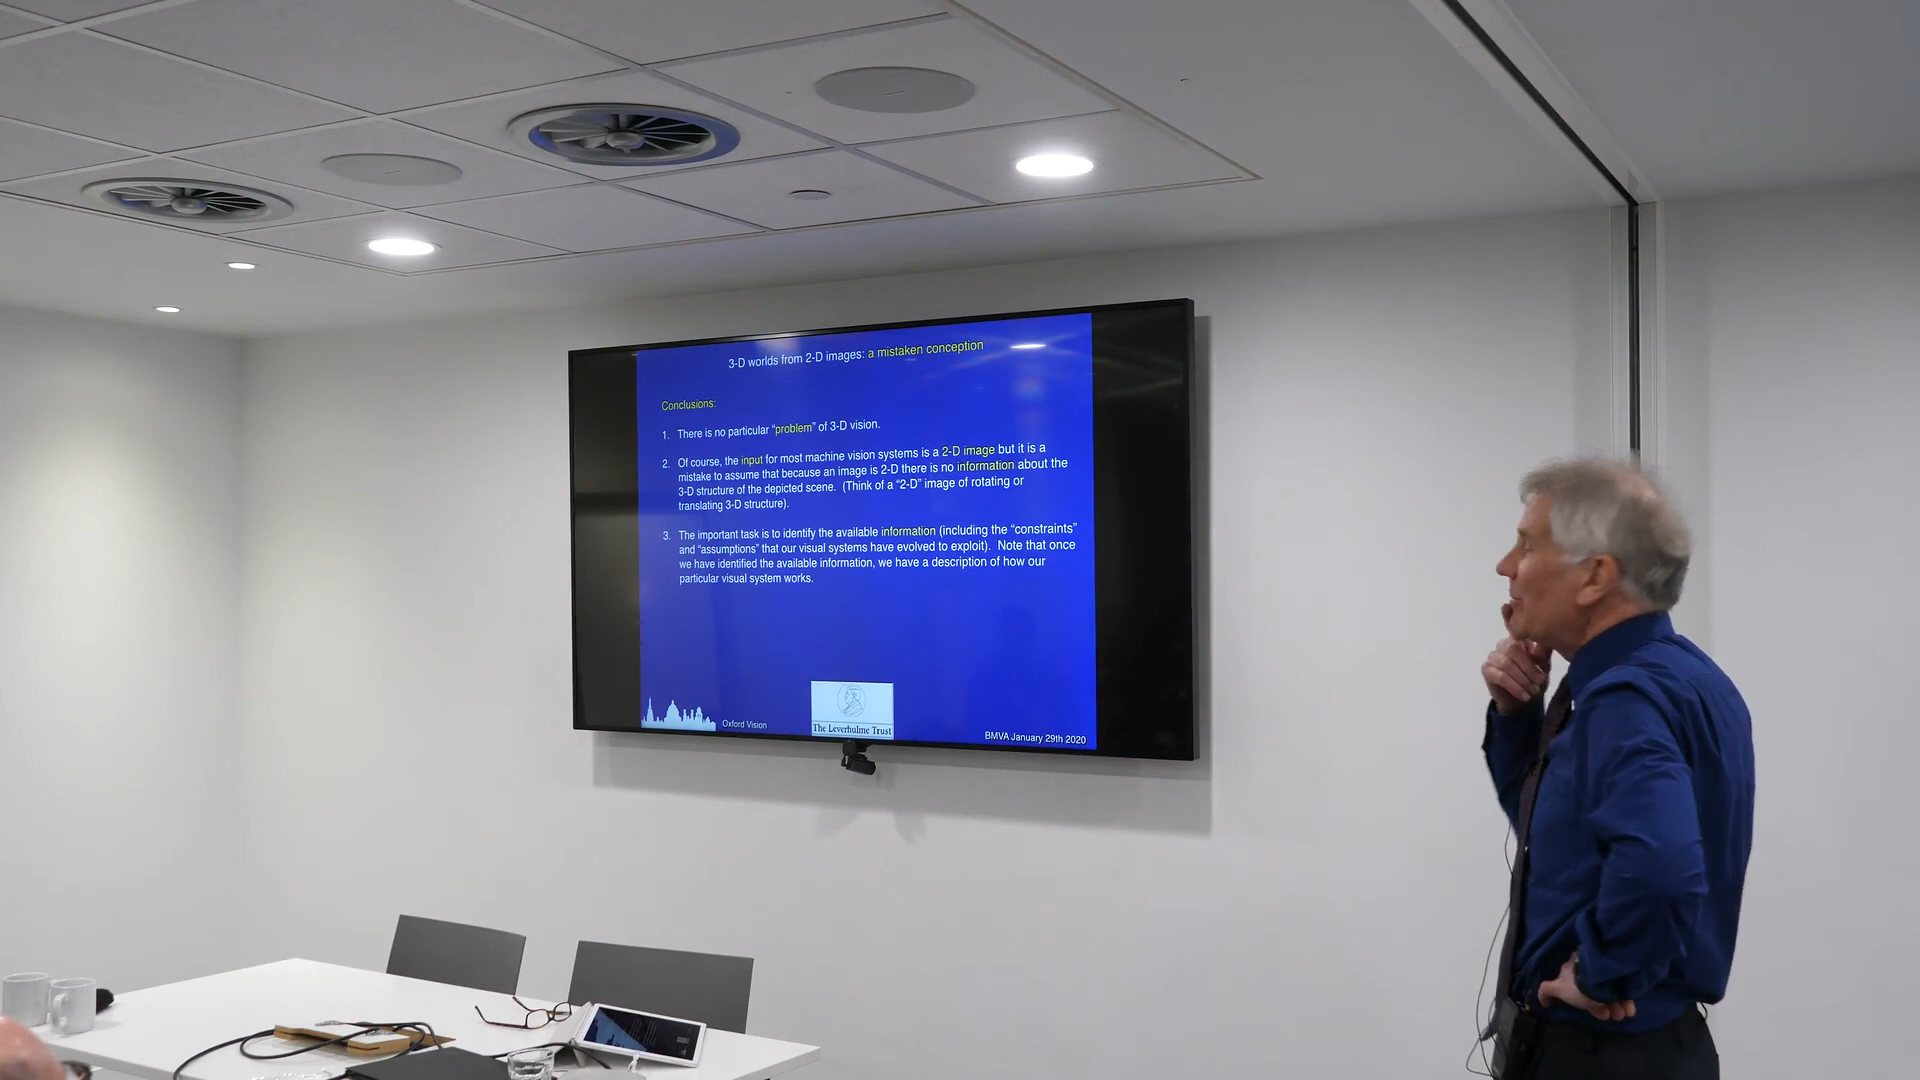 3-D worlds from 2-D images: a mistaken conception
Conclusions:
1. There is no particular “problem” of 3-D vision.
2. Of course, the input for most machine vision systems is a 2-D image but it is a
mistake to assume that because an image is 2-D there is no information about the
3-D structure of the depicted scene. (Think of a “2-D” image of rotating or
translating 3-D structure).
3. The important task is to identify the available information (including the “constraints”
and “assumptions” that our visual systems have evolved to exploit). Note that once
we have identified the available information, we have a description of how our
particular visual system works.
Oxford Vision
The Leverhulme Trust
BMVA January 29th 2020